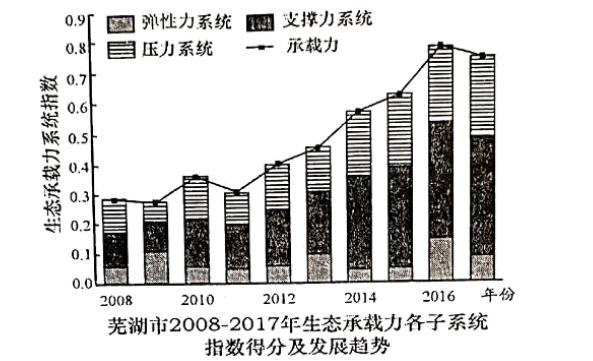 弹性力系统 支撑力系统
压力系统 承载力
生态承载力系统指数
0.9
0.8
0.7
0.6
0.5
0.4
0.3
0.2
0.1
0.0
2008 2010 2012 2014 2016 年份
芜湖市2008-2017年生态承载力各子系统
指数得分及发展趋势